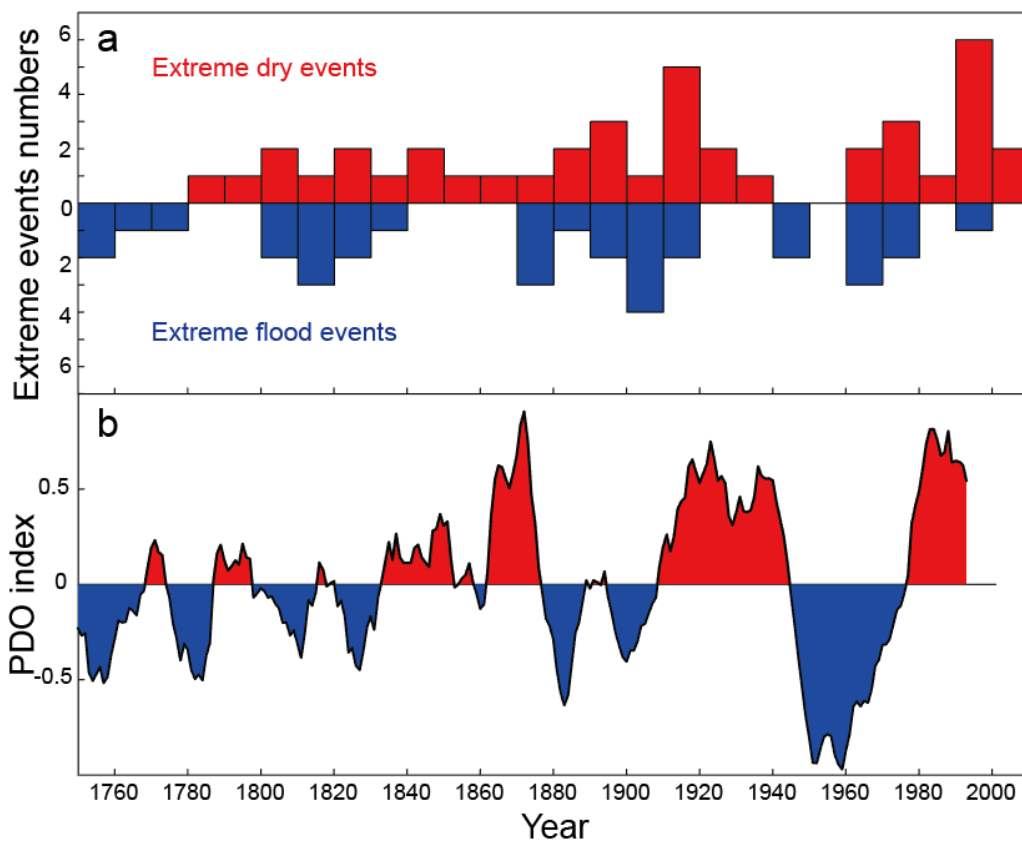 a
Extreme dry events
Extreme flood events
Extreme events numbers
6
4
2
0
2
4
6
b
PDO index
0.5
0
-0.5
1760 1780 1800 1820 1840 1860 1880 1900 1920 1940 1960 1980 2000
Year